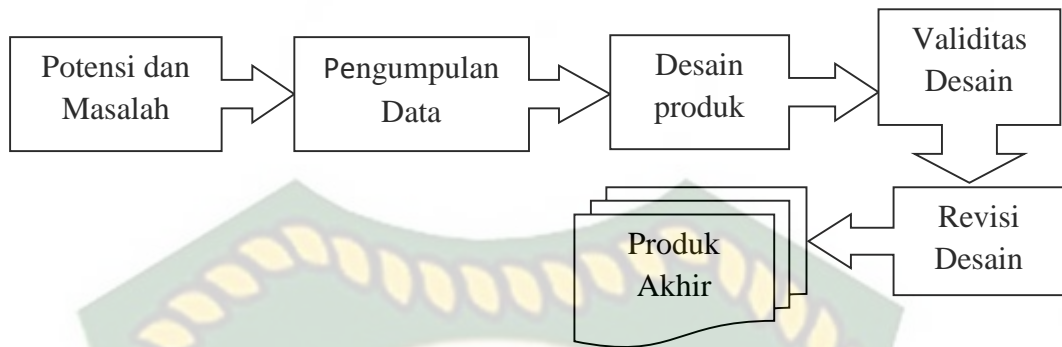 Potensi dan
Masalah
Pengumpulan
Data
Desain
produk
Validitas
Desain
Revisi
Desain
Produk
Akhir